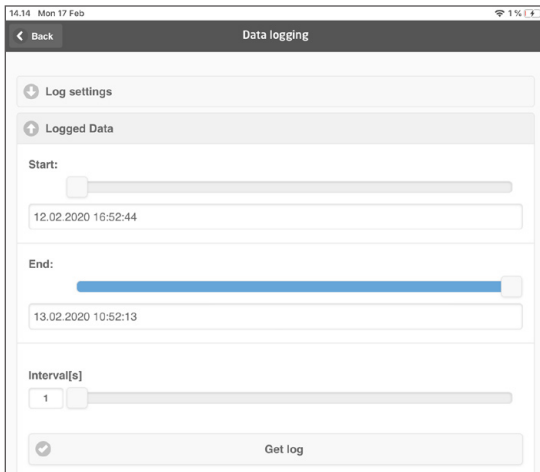 14.14 Mon 17 Feb 1 %
Back Data logging
Log settings
Logged Data
Start:
12.02.2020 16:52:44
End:
13.02.2020 10:52:13
Interval[s]
1
Get log